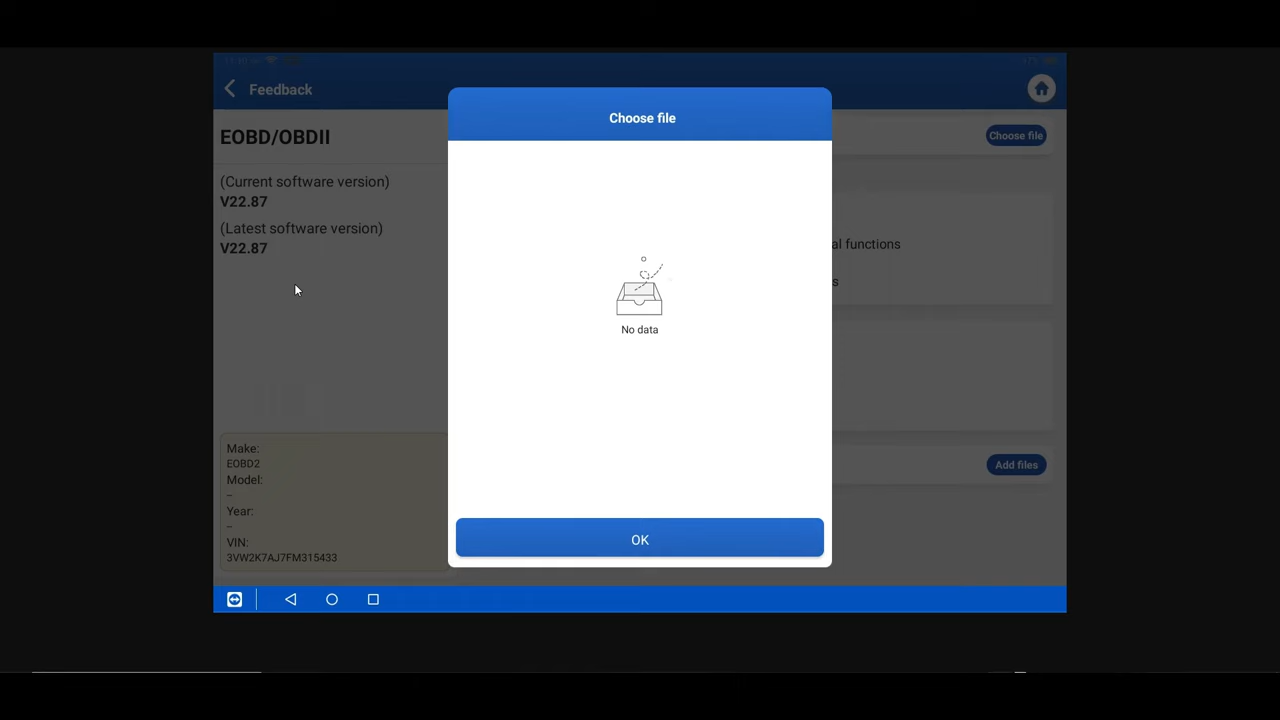 Feedback
EOBD/OBDII
(Current software version)
V22.87
(Latest software version)
V22.87
Make:
EOBD2
Model:
--
Year:
--
VIN:
3VW2K7AJ7FM315433
Choose file
No data
OK
Choose file
al functions
s
Add files